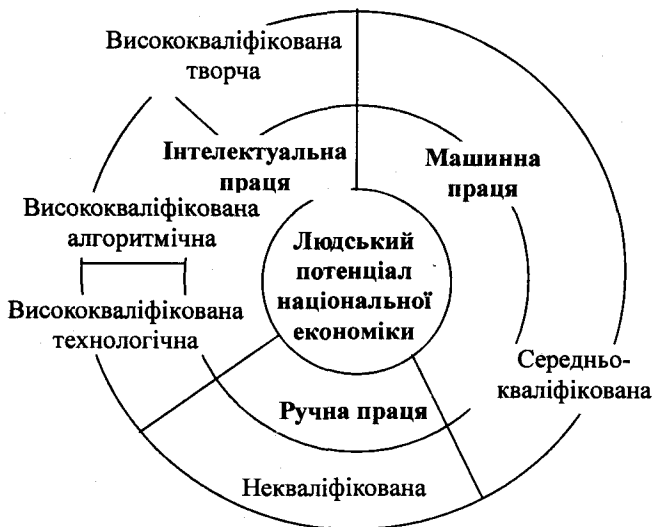 Висококваліфікована
творча
Інтелектуальна
праця
Машинна
праця
Висококваліфікована
алгоритмічна
Людський
потенціал
національної
економіки
Висококваліфікована
технологічна
Середньо-
кваліфікована
Ручна праця
Некваліфікована